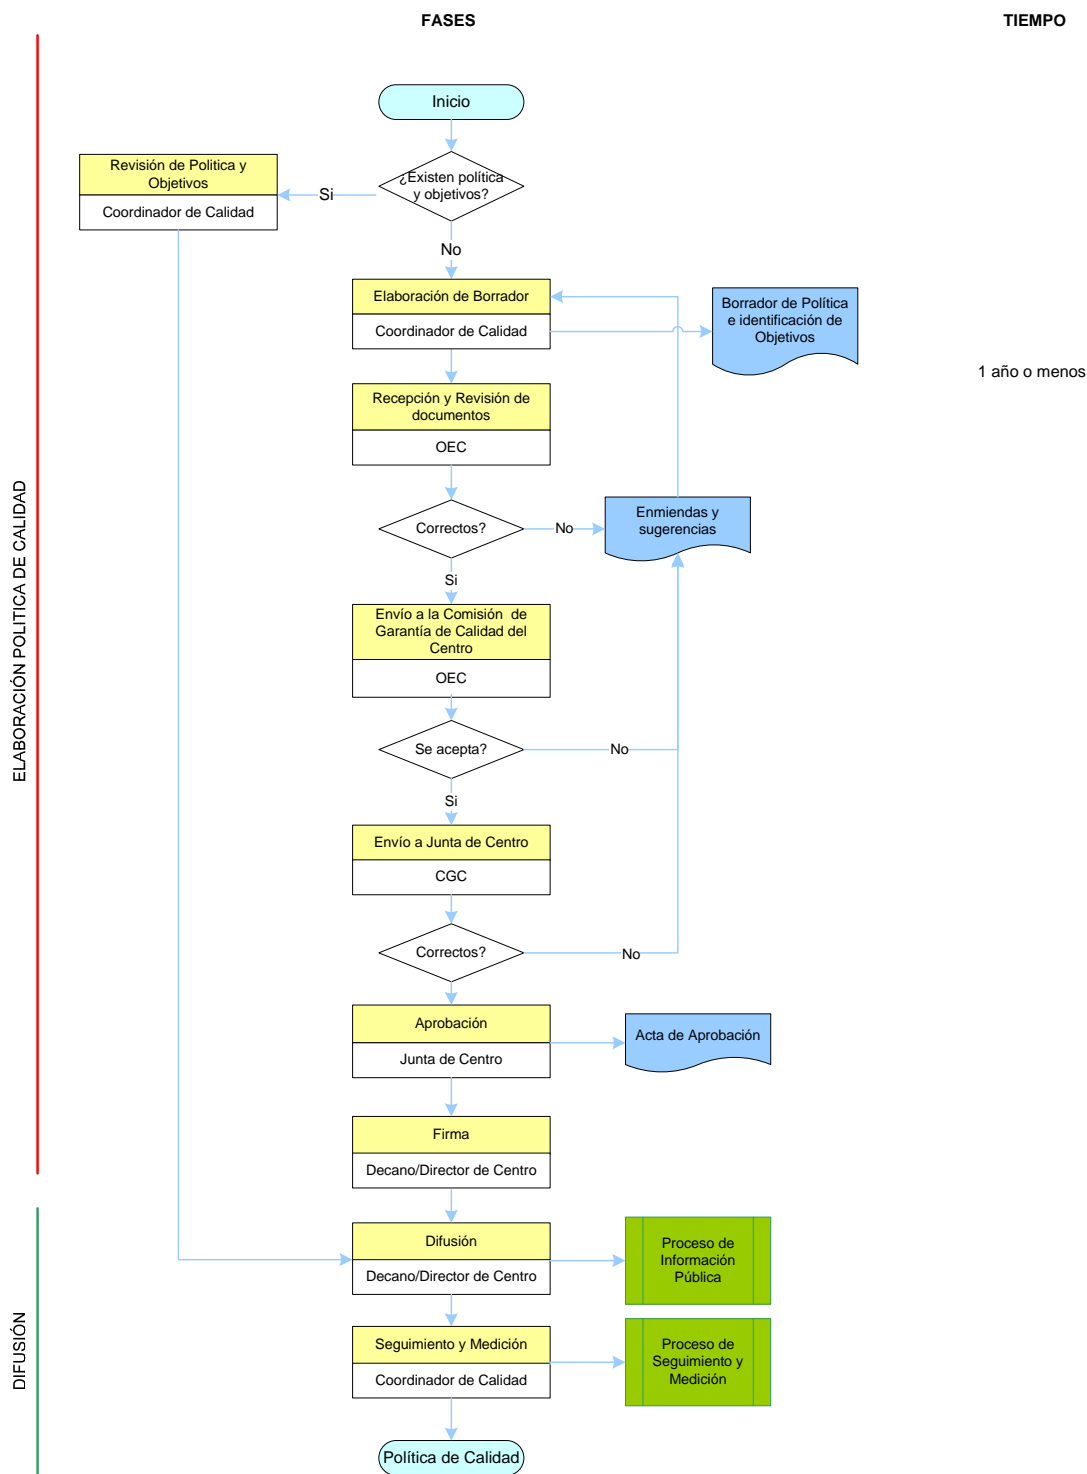 FASES
TIEMPO
Inicio
Revisión de Politica y
Objetivos
Coordinador de Calidad
¿Existen política
y objetivos?
Si
No
Elaboración de Borrador
Coordinador de Calidad
Borrador de Política
e identificación de
Objetivos
1 año o menos
Recepción y Revisión de
documentos
OEC
Correctos?
No
Enmiendas y
sugerencias
Si
Envío a la Comisión de
Garantía de Calidad del
Centro
OEC
Se acepta?
No
Si
Envío a Junta de Centro
CGC
Correctos?
No
Aprobación
Junta de Centro
Acta de Aprobación
Firma
Decano/Director de Centro
ELABORACIÓN POLITICA DE CALIDAD
Difusión
Decano/Director de Centro
Proceso de
Información
Pública
Seguimiento y Medición
Coordinador de Calidad
Proceso de
Seguimiento y
Medición
DIFUSIÓN
Política de Calidad